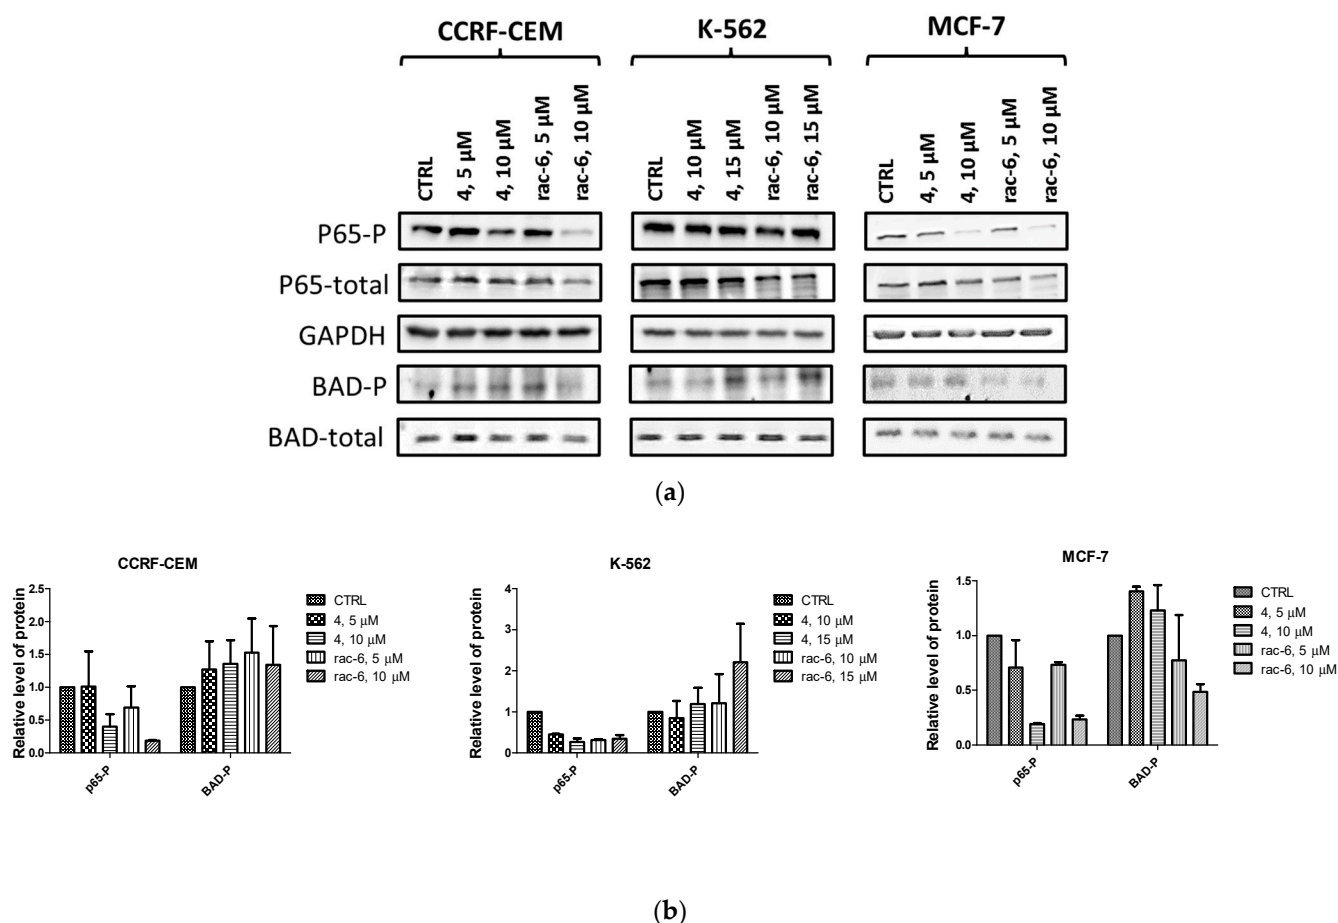 CCRF-CEM K-562 MCF-7
CTRL 4, 5 μM 4, 10 μM rac-6, 5 μM rac-6, 10 μM CTRL 4, 10 μM 4, 15 μM rac-6, 10 μM rac-6, 15 μM CTRL 4, 5 μM 4, 10 μM rac-6, 5 μM rac-6, 10 μM
P65-P
P65-total
GAPDH
BAD-P
BAD-total
(a)
CCRF-CEM
Relative level of protein
2.5
2.0
1.5
1.0
0.5
0.0
p65-P BAD-P
CTRL
4, 5 μM
4, 10 μM
rac-6, 5 μM
rac-6, 10 μM
K-562
Relative level of protein
4
3
2
1
0
p65-P BAD-P
CTRL
4, 10 μM
4, 15 μM
rac-6, 10 μM
rac-6, 15 μM
MCF-7
Relative level of protein
1.5
1.0
0.5
0.0
p65-P BAD-P
CTRL
4, 5 μM
4, 10 μM
rac-6, 5 μM
rac-6, 10 μM
(b)